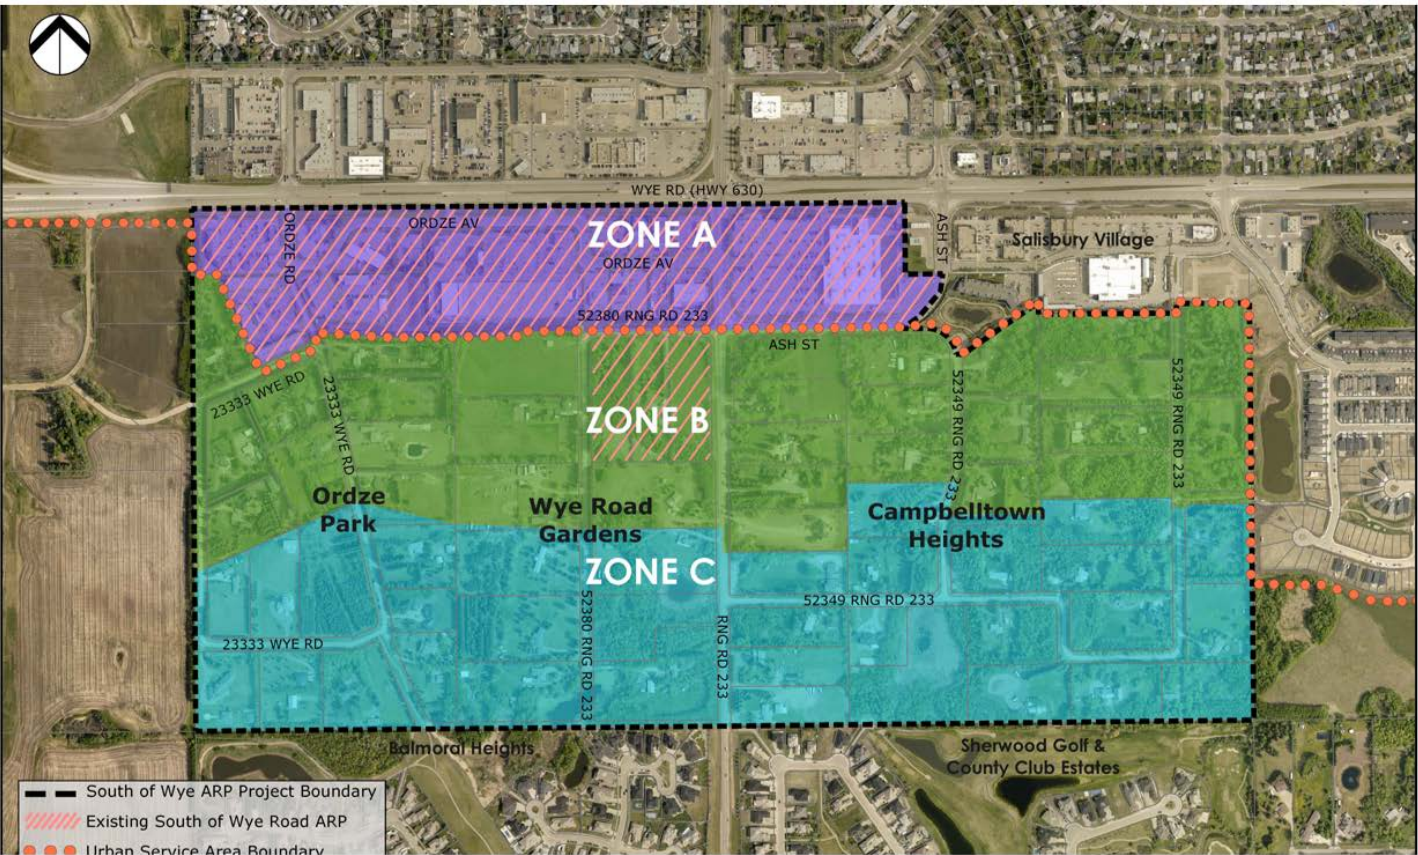 WYE RD (HWY 630)
ORDZE RD
ORDZE AV
ZONE A
ORDZE AV
ASH ST
Salisbury Village
52380 RNG RD 233
ASH ST
23333 WYE RD
23333 WYE RD
ZONE B
52349 RNG RD 233
52349 RNG RD 233
Ordze
Park
Wye Road
Gardens
Campbelltown
Heights
ZONE C
52349 RNG RD 233
23333 WYE RD
52380 RNG RD 233
RNG RD 233
Balmoral Heights
Sherwood Golf &
County Club Estates
South of Wye ARP Project Boundary
Existing South of Wye Road ARP
Urban Service Area Boundary